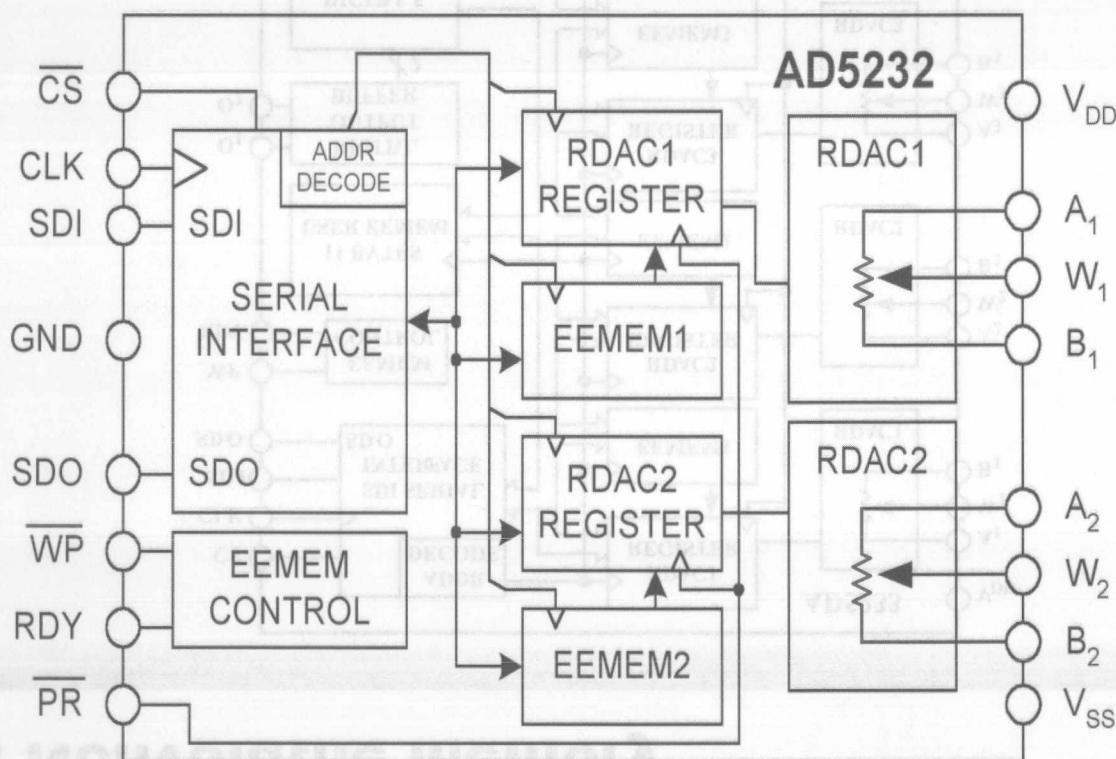 AD5232
CS
CLK
SDI
GND
SDO
WP
RDY
PR
ADDR
DECODE
SDI
SERIAL
INTERFACE
SDO
EEMEM
CONTROL
RDAC1
REGISTER
EEMEM1
RDAC2
REGISTER
EEMEM2
RDAC1
RDAC2
VDD
A1
W1
B1
A2
W2
B2
VSS